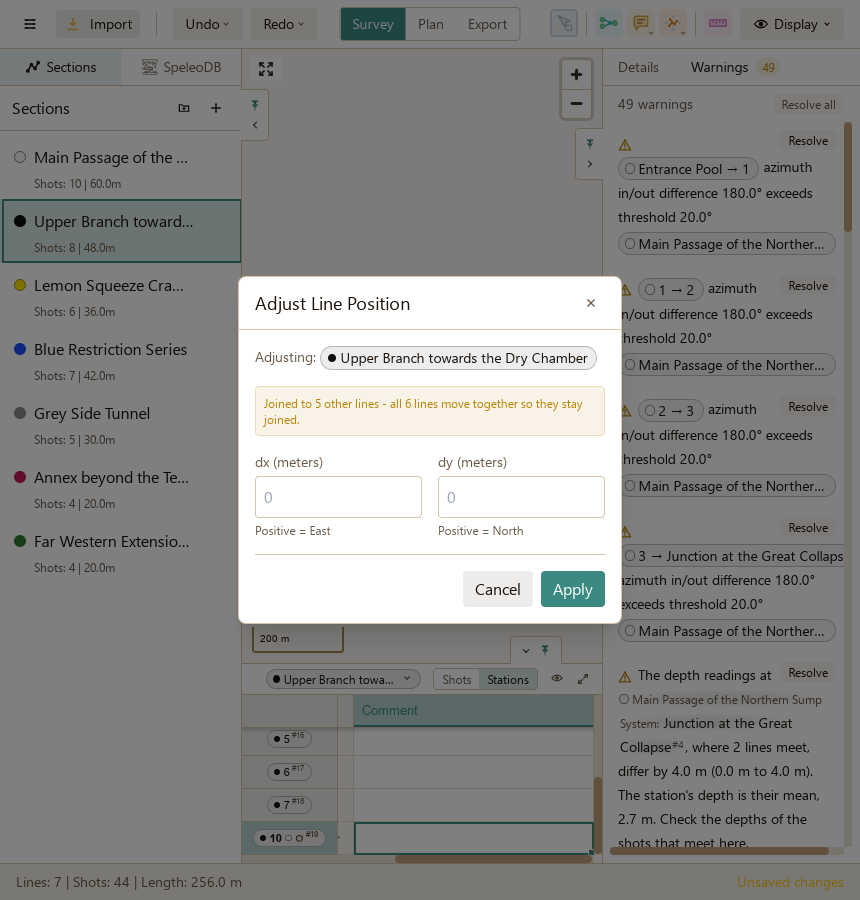 Import
Undo
Redo
Survey
Plan
Export
Display
Sections
SpeleoDB
Details
Warnings
49
Sections
49 warnings
Resolve all
Main Passage of the ...
Shots: 10 | 60.0m
Upper Branch toward...
Shots: 8 | 48.0m
Lemon Squeeze Cra...
Shots: 6 | 36.0m
Blue Restriction Series
Shots: 7 | 42.0m
Grey Side Tunnel
Shots: 5 | 30.0m
Annex beyond the Te...
Shots: 4 | 20.0m
Far Western Extensio...
Shots: 4 | 20.0m
Adjust Line Position
×
Adjusting: Upper Branch towards the Dry Chamber
Joined to 5 other lines - all 6 lines move together so they stay
joined.
dx (meters)
dy (meters)
0
0
Positive = East
Positive = North
Cancel
Apply
200 m
Upper Branch towa...
Shots
Stations
Comment
5 #16
6 #17
7 #18
10 #10
Resolve
Entrance Pool → 1 azimuth
in/out difference 180.0° exceeds
threshold 20.0°
Main Passage of the Norther...
Resolve
1 → 2 azimuth
in/out difference 180.0° exceeds
threshold 20.0°
Main Passage of the Norther...
Resolve
2 → 3 azimuth
in/out difference 180.0° exceeds
threshold 20.0°
Main Passage of the Norther...
Resolve
3 → Junction at the Great Collaps
azimuth in/out difference 180.0°
exceeds threshold 20.0°
Main Passage of the Norther...
Resolve
The depth readings at
Main Passage of the Northern Sump
System: Junction at the Great
Collapse#4, where 2 lines meet,
differ by 4.0 m (0.0 m to 4.0 m).
The station's depth is their mean,
2.7 m. Check the depths of the
shots that meet here.
Lines: 7 | Shots: 44 | Length: 256.0 m
Unsaved changes